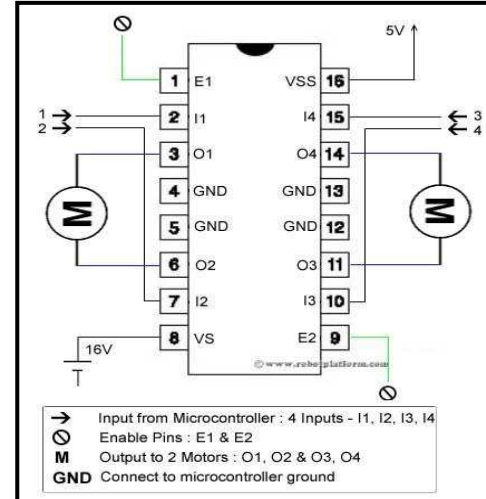 5V
1 E1 VSS 16
1 2 I1 I4 15 3
2 4
3 O1 O4 14
4 GND GND 13
M M
5 GND GND 12
6 O2 O3 11
7 I2 I3 10
8 VS E2 9
16V
©www.robotplatform.com
Input from Microcontroller : 4 Inputs - I1, I2, I3, I4
Enable Pins : E1 & E2
M Output to 2 Motors : O1, O2 & O3, O4
GND Connect to microcontroller ground